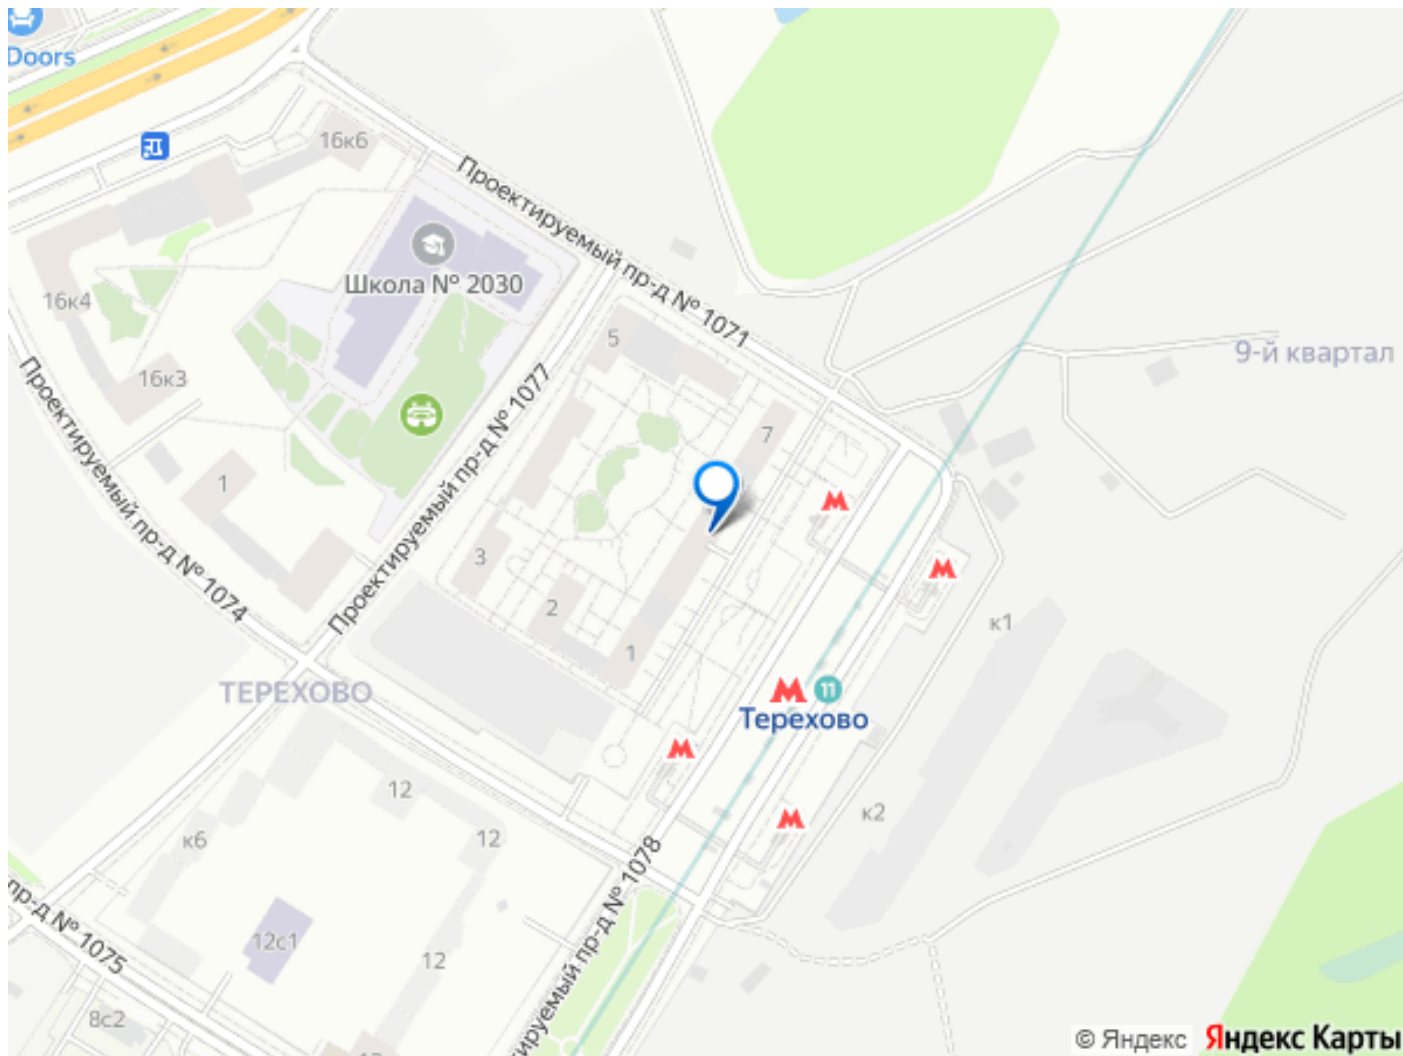 Doors
16к6
Проектируемый пр-д № 1071
Школа № 2030
16к4
5
9-й квартал
16к3
Проектируемый пр-д № 1077
7
Проектируемый пр-д № 1074
1
3
2
к1
1
ТЕРЕХОВО
11
Терехово
12
к2
к6
12
Проектируемый пр-д № 1078
пр-д № 1075
12с1
12
8с2
© Яндекс
Яндекс Карты